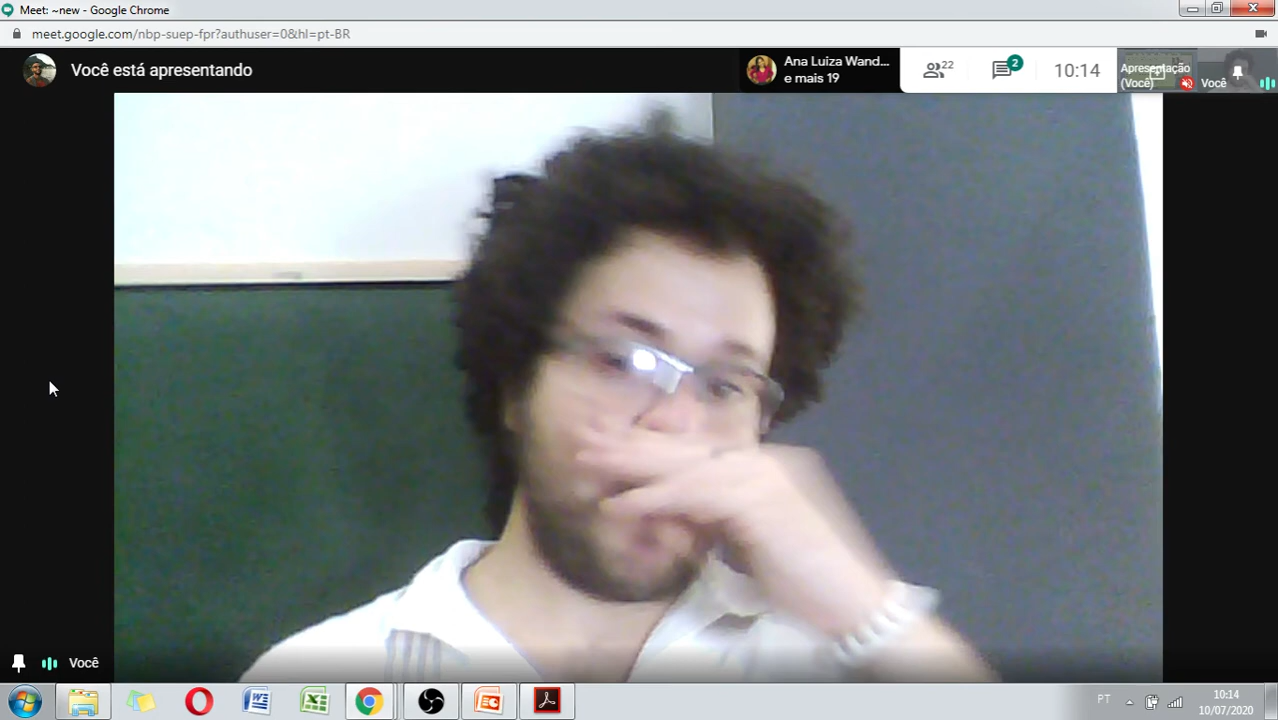 Meet: ~new - Google Chrome
meet.google.com/nbp-suep-fpr?authuser=0&hl=pt-BR
Você está apresentando
Ana Luiza Wand...
e mais 19
22
2
10:14
Apresentação
(Você)
Você
Você
PT
10:14
10/07/2020